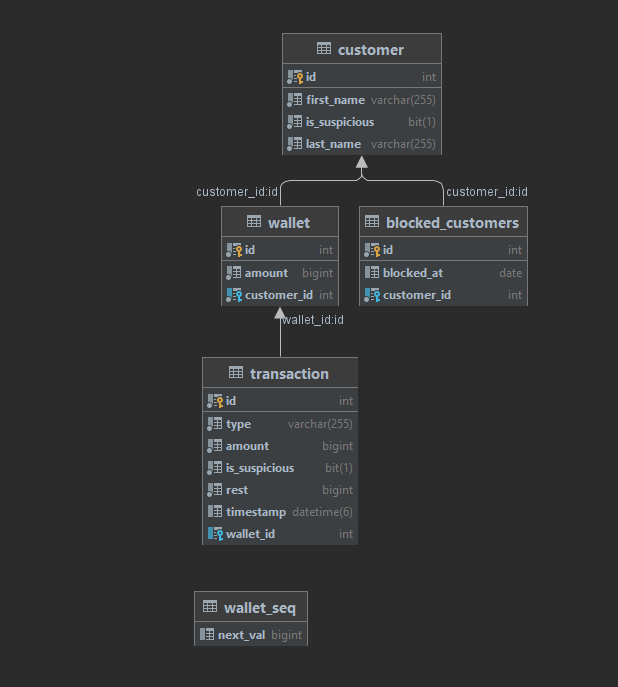 customer
id int
first_name varchar(255)
is_suspicious bit(1)
last_name varchar(255)
customer_id:id
customer_id:id
wallet
id int
amount bigint
customer_id int
blocked_customers
id int
blocked_at date
customer_id int
wallet_id:id
transaction
id int
type varchar(255)
amount bigint
is_suspicious bit(1)
rest bigint
timestamp datetime(6)
wallet_id int
wallet_seq
next_val bigint